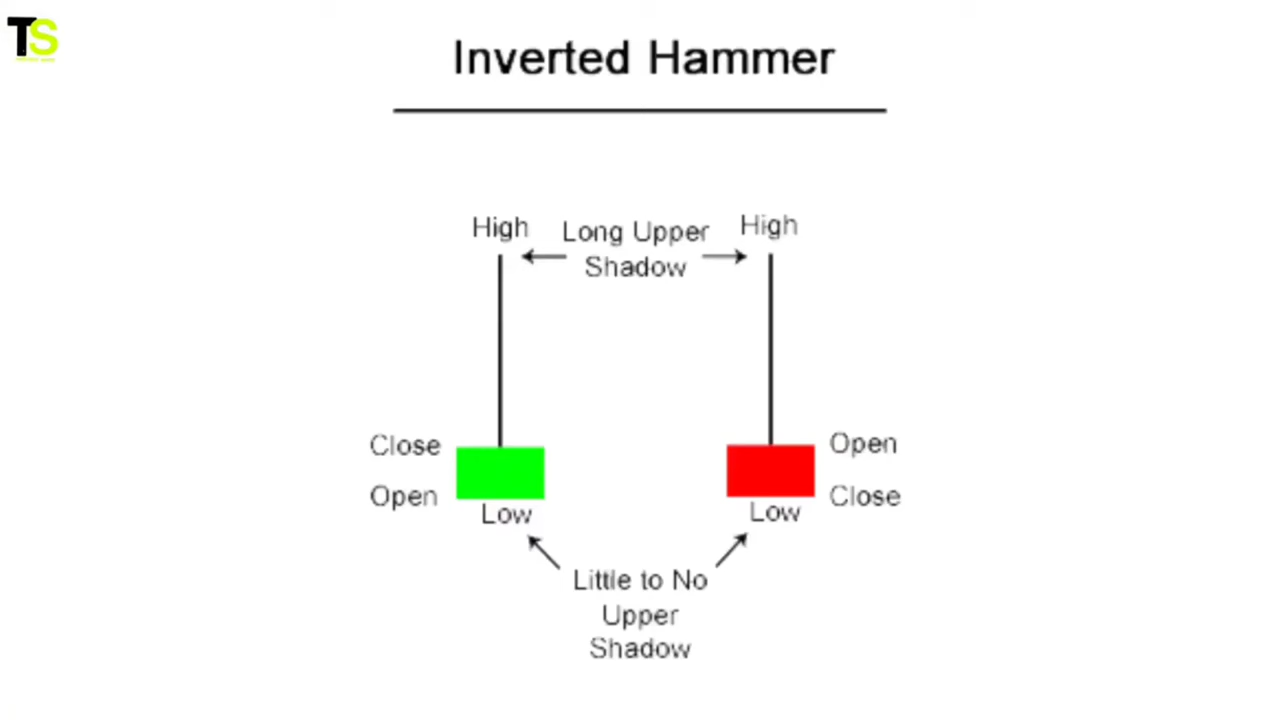 TS
Inverted Hammer
High
Long Upper
Shadow
High
Close
Open
Low
Open
Close
Low
Little to No
Upper
Shadow